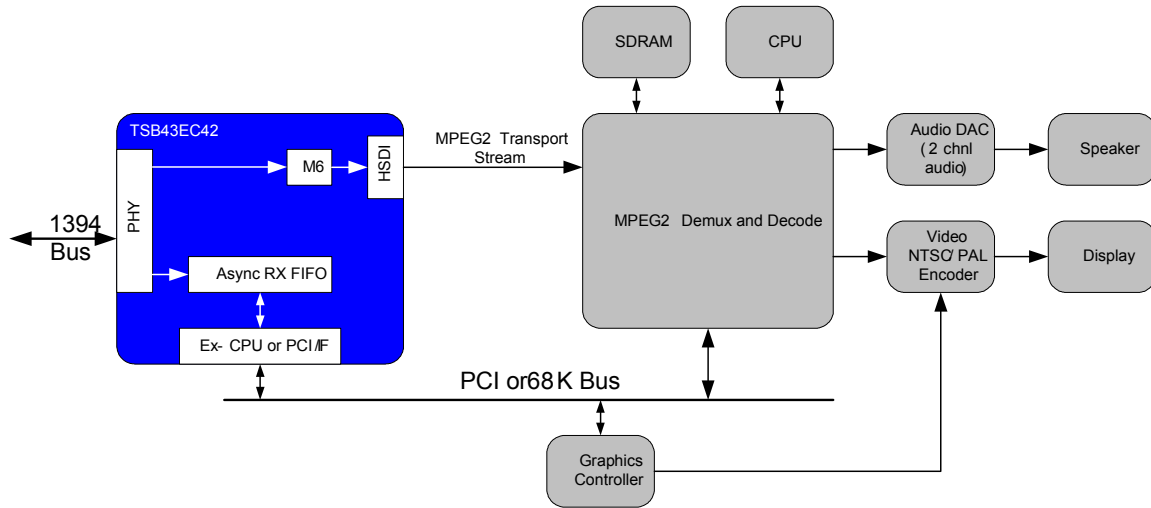 SDRAM
CPU
TSB43EC42
M6
HSDI
PHY
MPEG2 Transport
Stream
1394
Bus
Async RX FIFO
Ex- CPU or PCI/IF
MPEG2 Demux and Decode
Audio DAC
( 2 chnl
audio)
Speaker
Video
NTSC/ PAL
Encoder
Display
PCI or68K Bus
Graphics
Controller